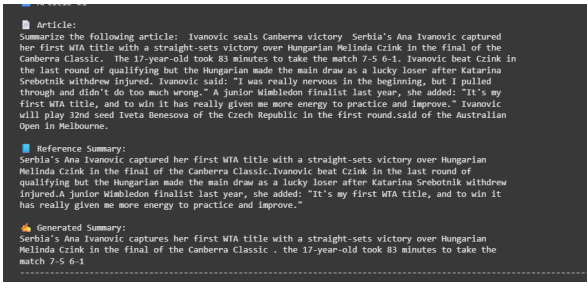 Article:
Summarize the following article:  Ivanovic seals Canberra victory  Serbia's Ana Ivanovic captured
her first WTA title with a straight-sets victory over Hungarian Melinda Czink in the final of the
Canberra Classic.  The 17-year-old took 83 minutes to take the match 7-5 6-1. Ivanovic beat Czink in
the last round of qualifying but the Hungarian made the main draw as a lucky loser after Katarina
Srebotnik withdrew injured. Ivanovic said: "I was really nervous in the beginning, but I pulled
through and didn't do too much wrong." A junior Wimbledon finalist last year, she added: "It's my
first WTA title, and to win it has really given me more energy to practice and improve." Ivanovic
will play 32nd seed Iveta Benesova of the Czech Republic in the first round.said of the Australian
Open in Melbourne.
Reference Summary:
Serbia's Ana Ivanovic captured her first WTA title with a straight-sets victory over Hungarian
Melinda Czink in the final of the Canberra Classic.Ivanovic beat Czink in the last round of
qualifying but the Hungarian made the main draw as a lucky loser after Katarina Srebotnik withdrew
injured.A junior Wimbledon finalist last year, she added: "It's my first WTA title, and to win it
has really given me more energy to practice and improve."
Generated Summary:
Serbia's Ana Ivanovic captures her first WTA title with a straight-sets victory over Hungarian
Melinda Czink in the final of the Canberra Classic . the 17-year-old took 83 minutes to take the
match 7-5 6-1